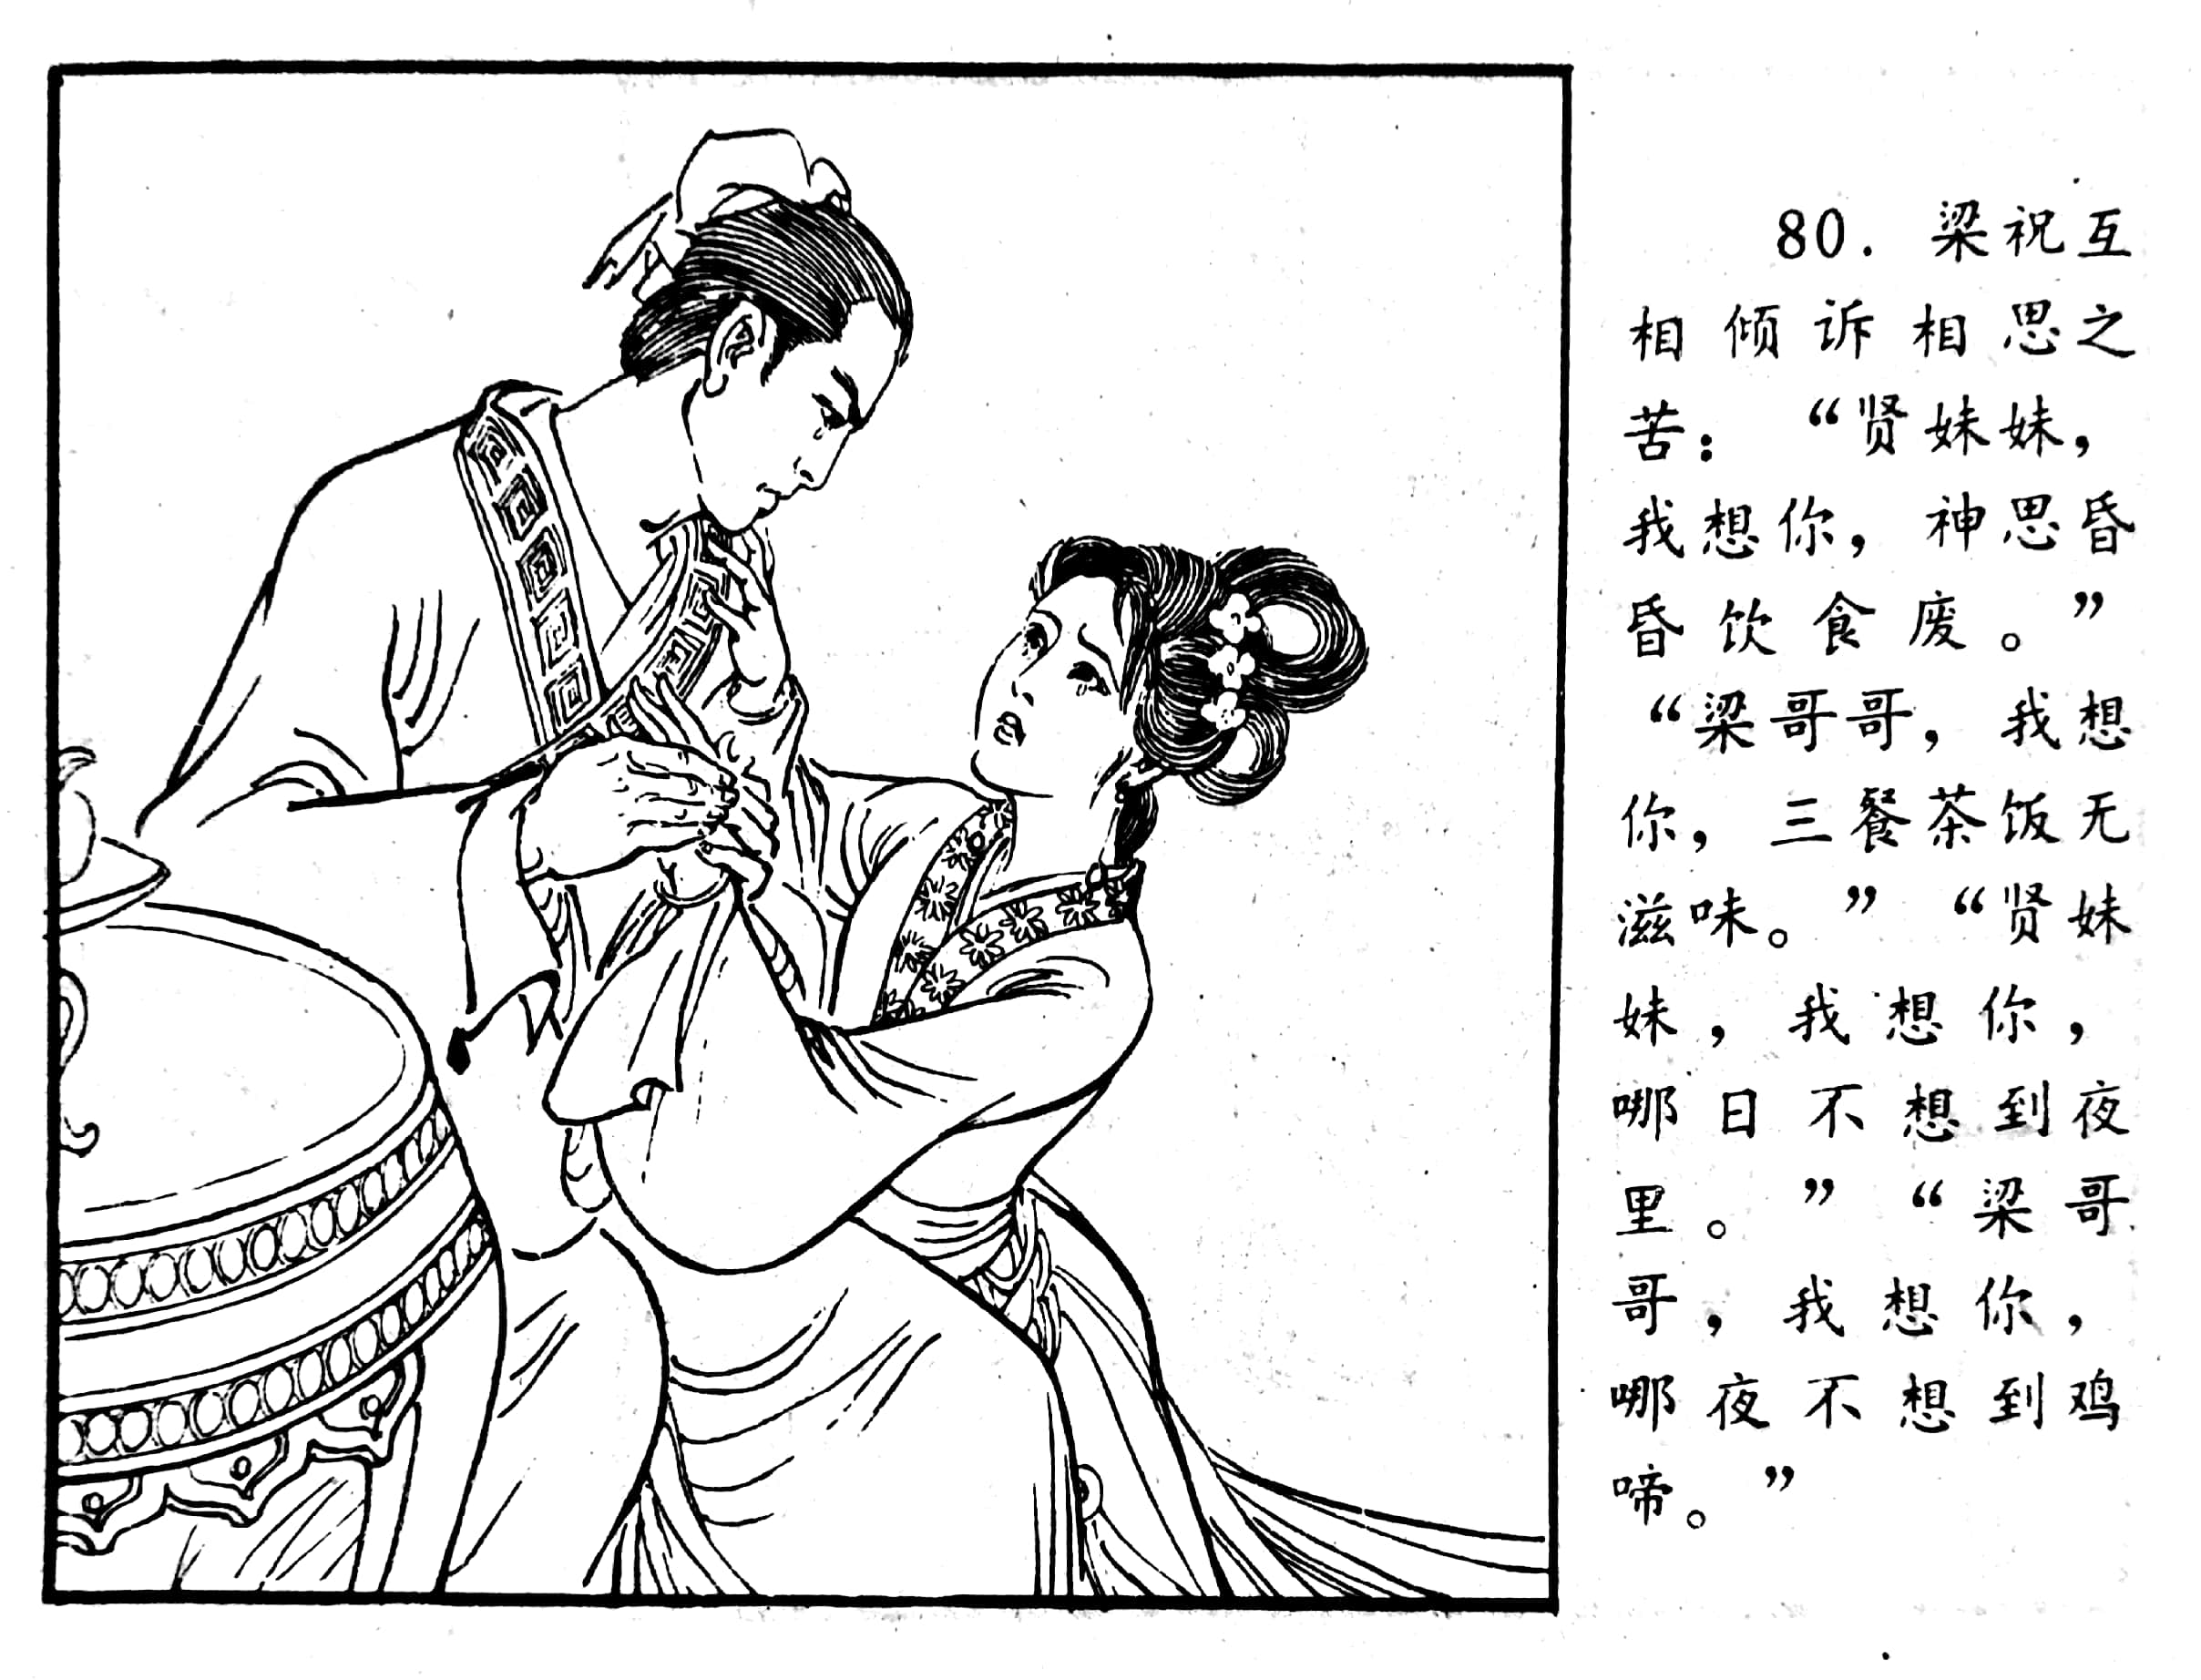 80. 梁祝互
相倾诉相思之
苦：“贤妹妹，
我想你，神思昏
昏饮食废。”
“梁哥哥，我想
你，三餐茶饭无
滋味。”“贤妹
妹，我想你，
哪日不想到夜
里。”“梁哥
哥，我想你，
哪夜不想到鸡
啼。”